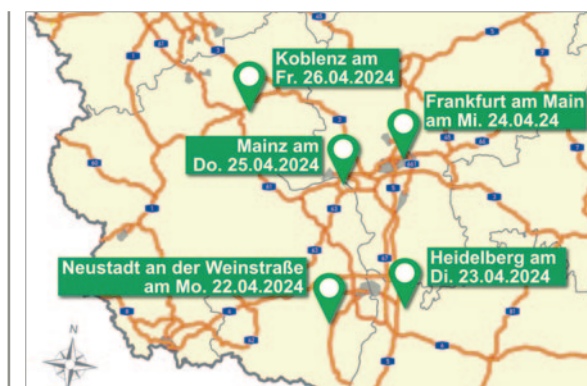 Koblenz am
Fr. 26.04.2024
Frankfurt am Main
am Mi. 24.04.24
Mainz am
Do. 25.04.2024
Heidelberg am
Di. 23.04.2024
Neustadt an der Weinstraße
am Mo. 22.04.2024
N